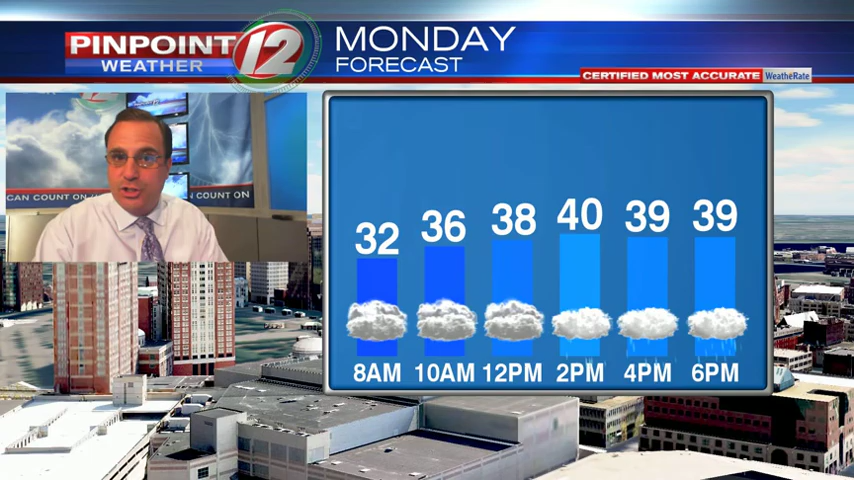 PINPOINT
WEATHER
12
MONDAY
FORECAST
CERTIFIED MOST ACCURATE WeatheRate
CAN COUNT ON
N COUNT ON
32 36 38 40 39 39
8AM 10AM 12PM 2PM 4PM 6PM